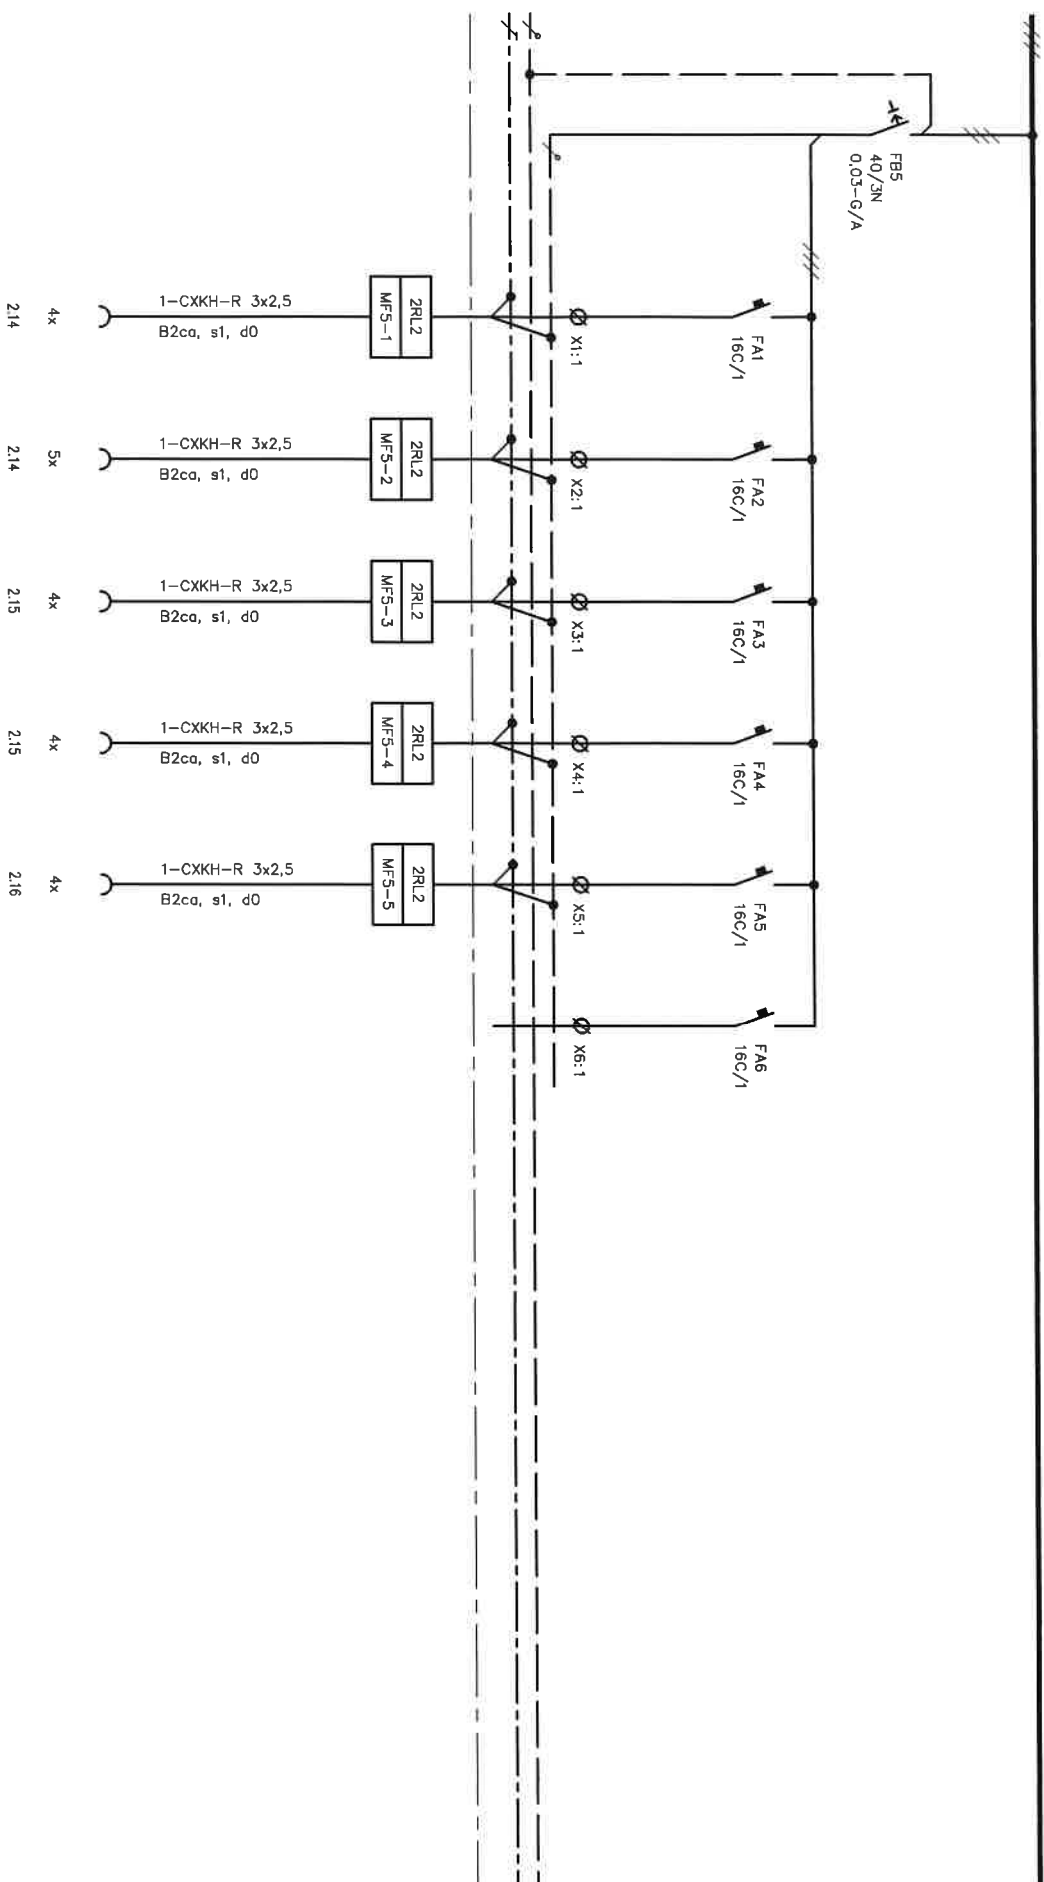 FB5
40/3N
0,03-G/A
FA1
16C/1
X1:1
2RL2
MF5-1
1-CXKH-R 3x2,5
B2ca, s1, d0
4x
2.14
FA2
16C/1
X2:1
2RL2
MF5-2
1-CXKH-R 3x2,5
B2ca, s1, d0
5x
2.14
FA3
16C/1
X3:1
2RL2
MF5-3
1-CXKH-R 3x2,5
B2ca, s1, d0
4x
2.15
FA4
16C/1
X4:1
2RL2
MF5-4
1-CXKH-R 3x2,5
B2ca, s1, d0
4x
2.15
FA5
16C/1
X5:1
2RL2
MF5-5
1-CXKH-R 3x2,5
B2ca, s1, d0
4x
2.16
FA6
16C/1
X6:1